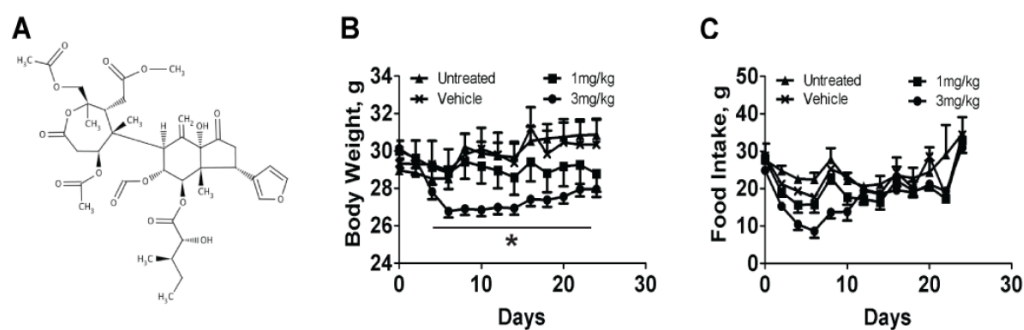 A
O
H₃C
O
O
O
CH₃
O
O
CH₃
CH₃
H
CH₂
OH
O
O
O
H₃C
O
O
O
CH₃
O
O
O
OH
H₃C
H₃C
B
Untreated
Vehicle
1mg/kg
3mg/kg
Body Weight, g
34
32
30
28
26
24
*
0
10
20
30
Days
C
Untreated
Vehicle
1mg/kg
3mg/kg
Food Intake, g
50
40
30
20
10
0
0
10
20
30
Days